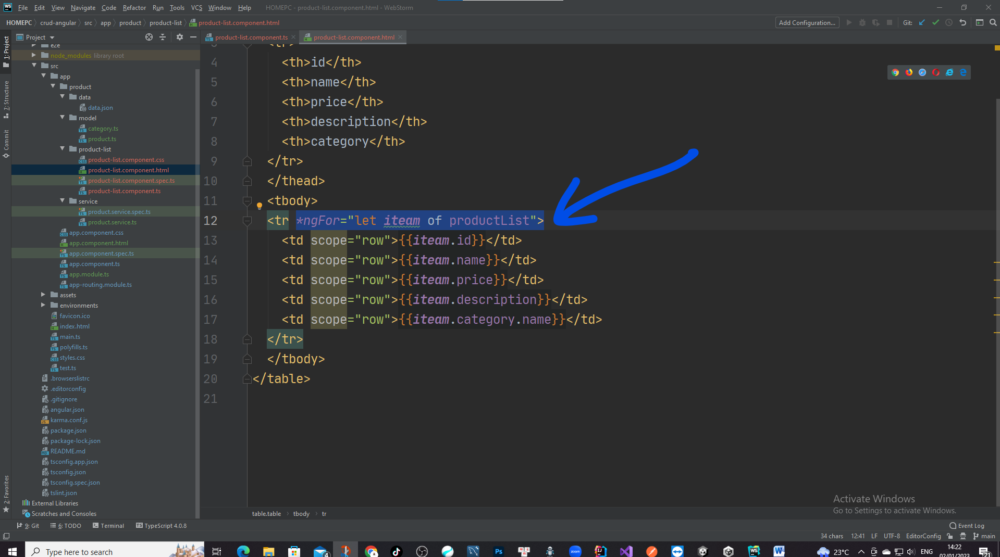 File Edit View Navigate Code Refactor Run Tools VCS Window Help HOMEPC - product-list.component.html - WebStorm
HOMEPC crud-angular src app product product-list product-list.component.html Add Configuration... Git:
Project
product-list.component.ts product-list.component.html
1: Project
7: Structure
Commit
2: Favorites
e2e
node_modules library root
src
app
product
data
data.json
model
category.ts
product.ts
product-list
product-list.component.css
product-list.component.html
product-list.component.spec.ts
product-list.component.ts
service
product.service.spec.ts
product.service.ts
app.component.css
app.component.html
app.component.spec.ts
app.component.ts
app.module.ts
app-routing.module.ts
assets
environments
favicon.ico
index.html
main.ts
polyfills.ts
styles.css
test.ts
.browserslistrc
.editorconfig
.gitignore
angular.json
karma.conf.js
package.json
package-lock.json
README.md
tsconfig.app.json
tsconfig.json
tsconfig.spec.json
tslint.json
External Libraries
Scratches and Consoles
3 <tr>
4 <th>id</th>
5 <th>name</th>
6 <th>price</th>
7 <th>description</th>
8 <th>category</th>
9 </tr>
10 </thead>
11 <tbody>
12 <tr *ngFor="let iteam of productList">
13 <td scope="row">{{iteam.id}}</td>
14 <td scope="row">{{iteam.name}}</td>
15 <td scope="row">{{iteam.price}}</td>
16 <td scope="row">{{iteam.description}}</td>
17 <td scope="row">{{iteam.category.name}}</td>
18 </tr>
19 </tbody>
20 </table>
21
Activate Windows
Go to Settings to activate Windows.
table.table tbody tr
9: Git 6: TODO Terminal TypeScript 4.0.8 Event Log
34 chars 12:41 LF UTF-8 EditorConfig main
Type here to search
23°C ENG
14:22
02/01/2023